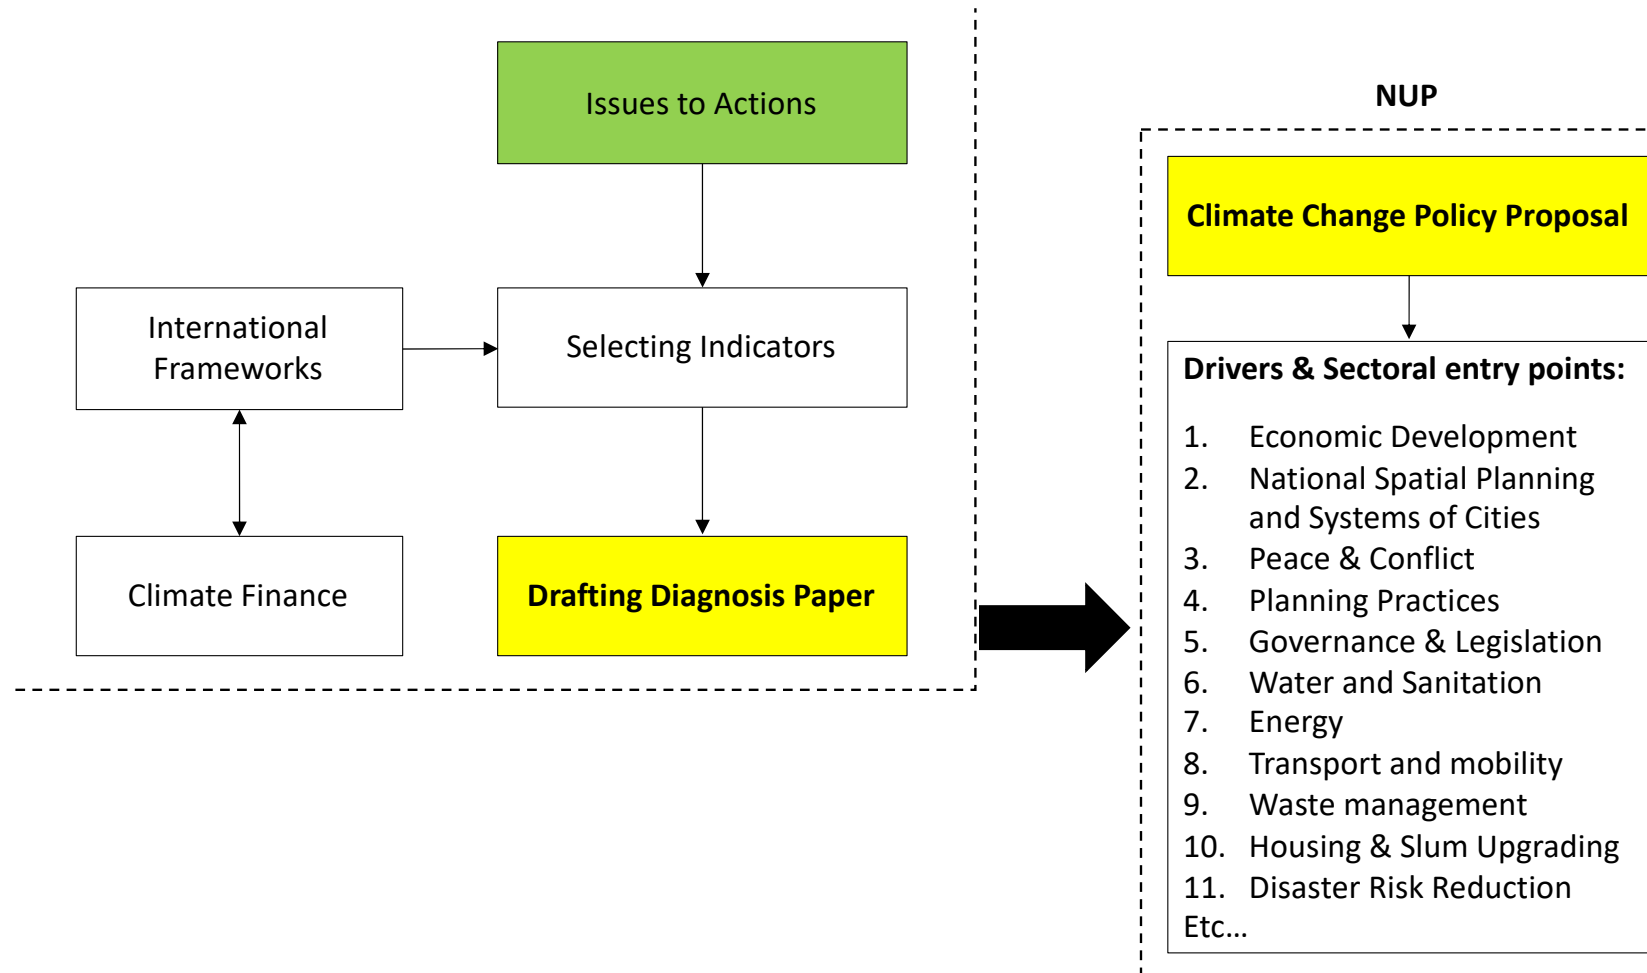 Issues to Actions
International
Frameworks
Selecting Indicators
Climate Finance
Drafting Diagnosis Paper
NUP
Climate Change Policy Proposal
Drivers & Sectoral entry points:
1. Economic Development
2. National Spatial Planning
and Systems of Cities
3. Peace & Conflict
4. Planning Practices
5. Governance & Legislation
6. Water and Sanitation
7. Energy
8. Transport and mobility
9. Waste management
10. Housing & Slum Upgrading
11. Disaster Risk Reduction
Etc...